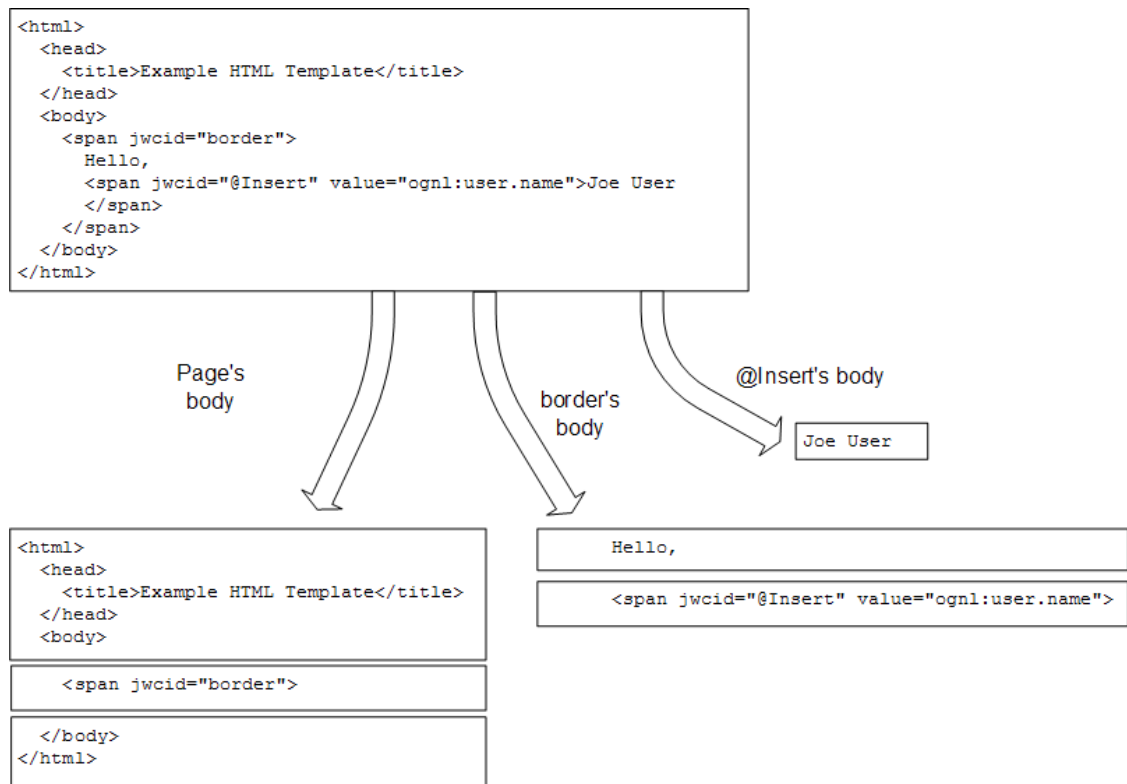 <html>
  <head>
    <title>Example HTML Template</title>
  </head>
  <body>
    <span jwcid="border">
      Hello,
      <span jwcid="@Insert" value="ognl:user.name">Joe User
      </span>
    </span>
  </body>
</html>
Page's
body
border's
body
@Insert's body
Joe User
<html>
  <head>
    <title>Example HTML Template</title>
  </head>
  <body>
    <span jwcid="border">
  </body>
</html>
Hello,
<span jwcid="@Insert" value="ognl:user.name">